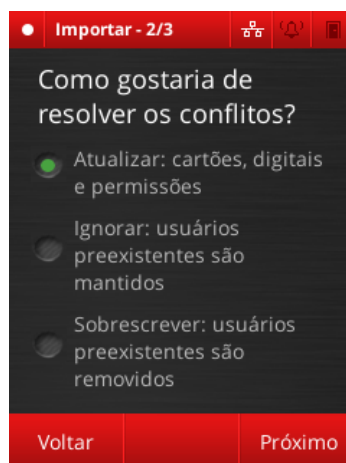 Importar - 2/3
Como gostaria de
resolver os conflitos?
Atualizar: cartões, digitais
e permissões
Ignorar: usuários
preexistentes são
mantidos
Sobrescrever: usuários
preexistentes são
removidos
Voltar
Próximo